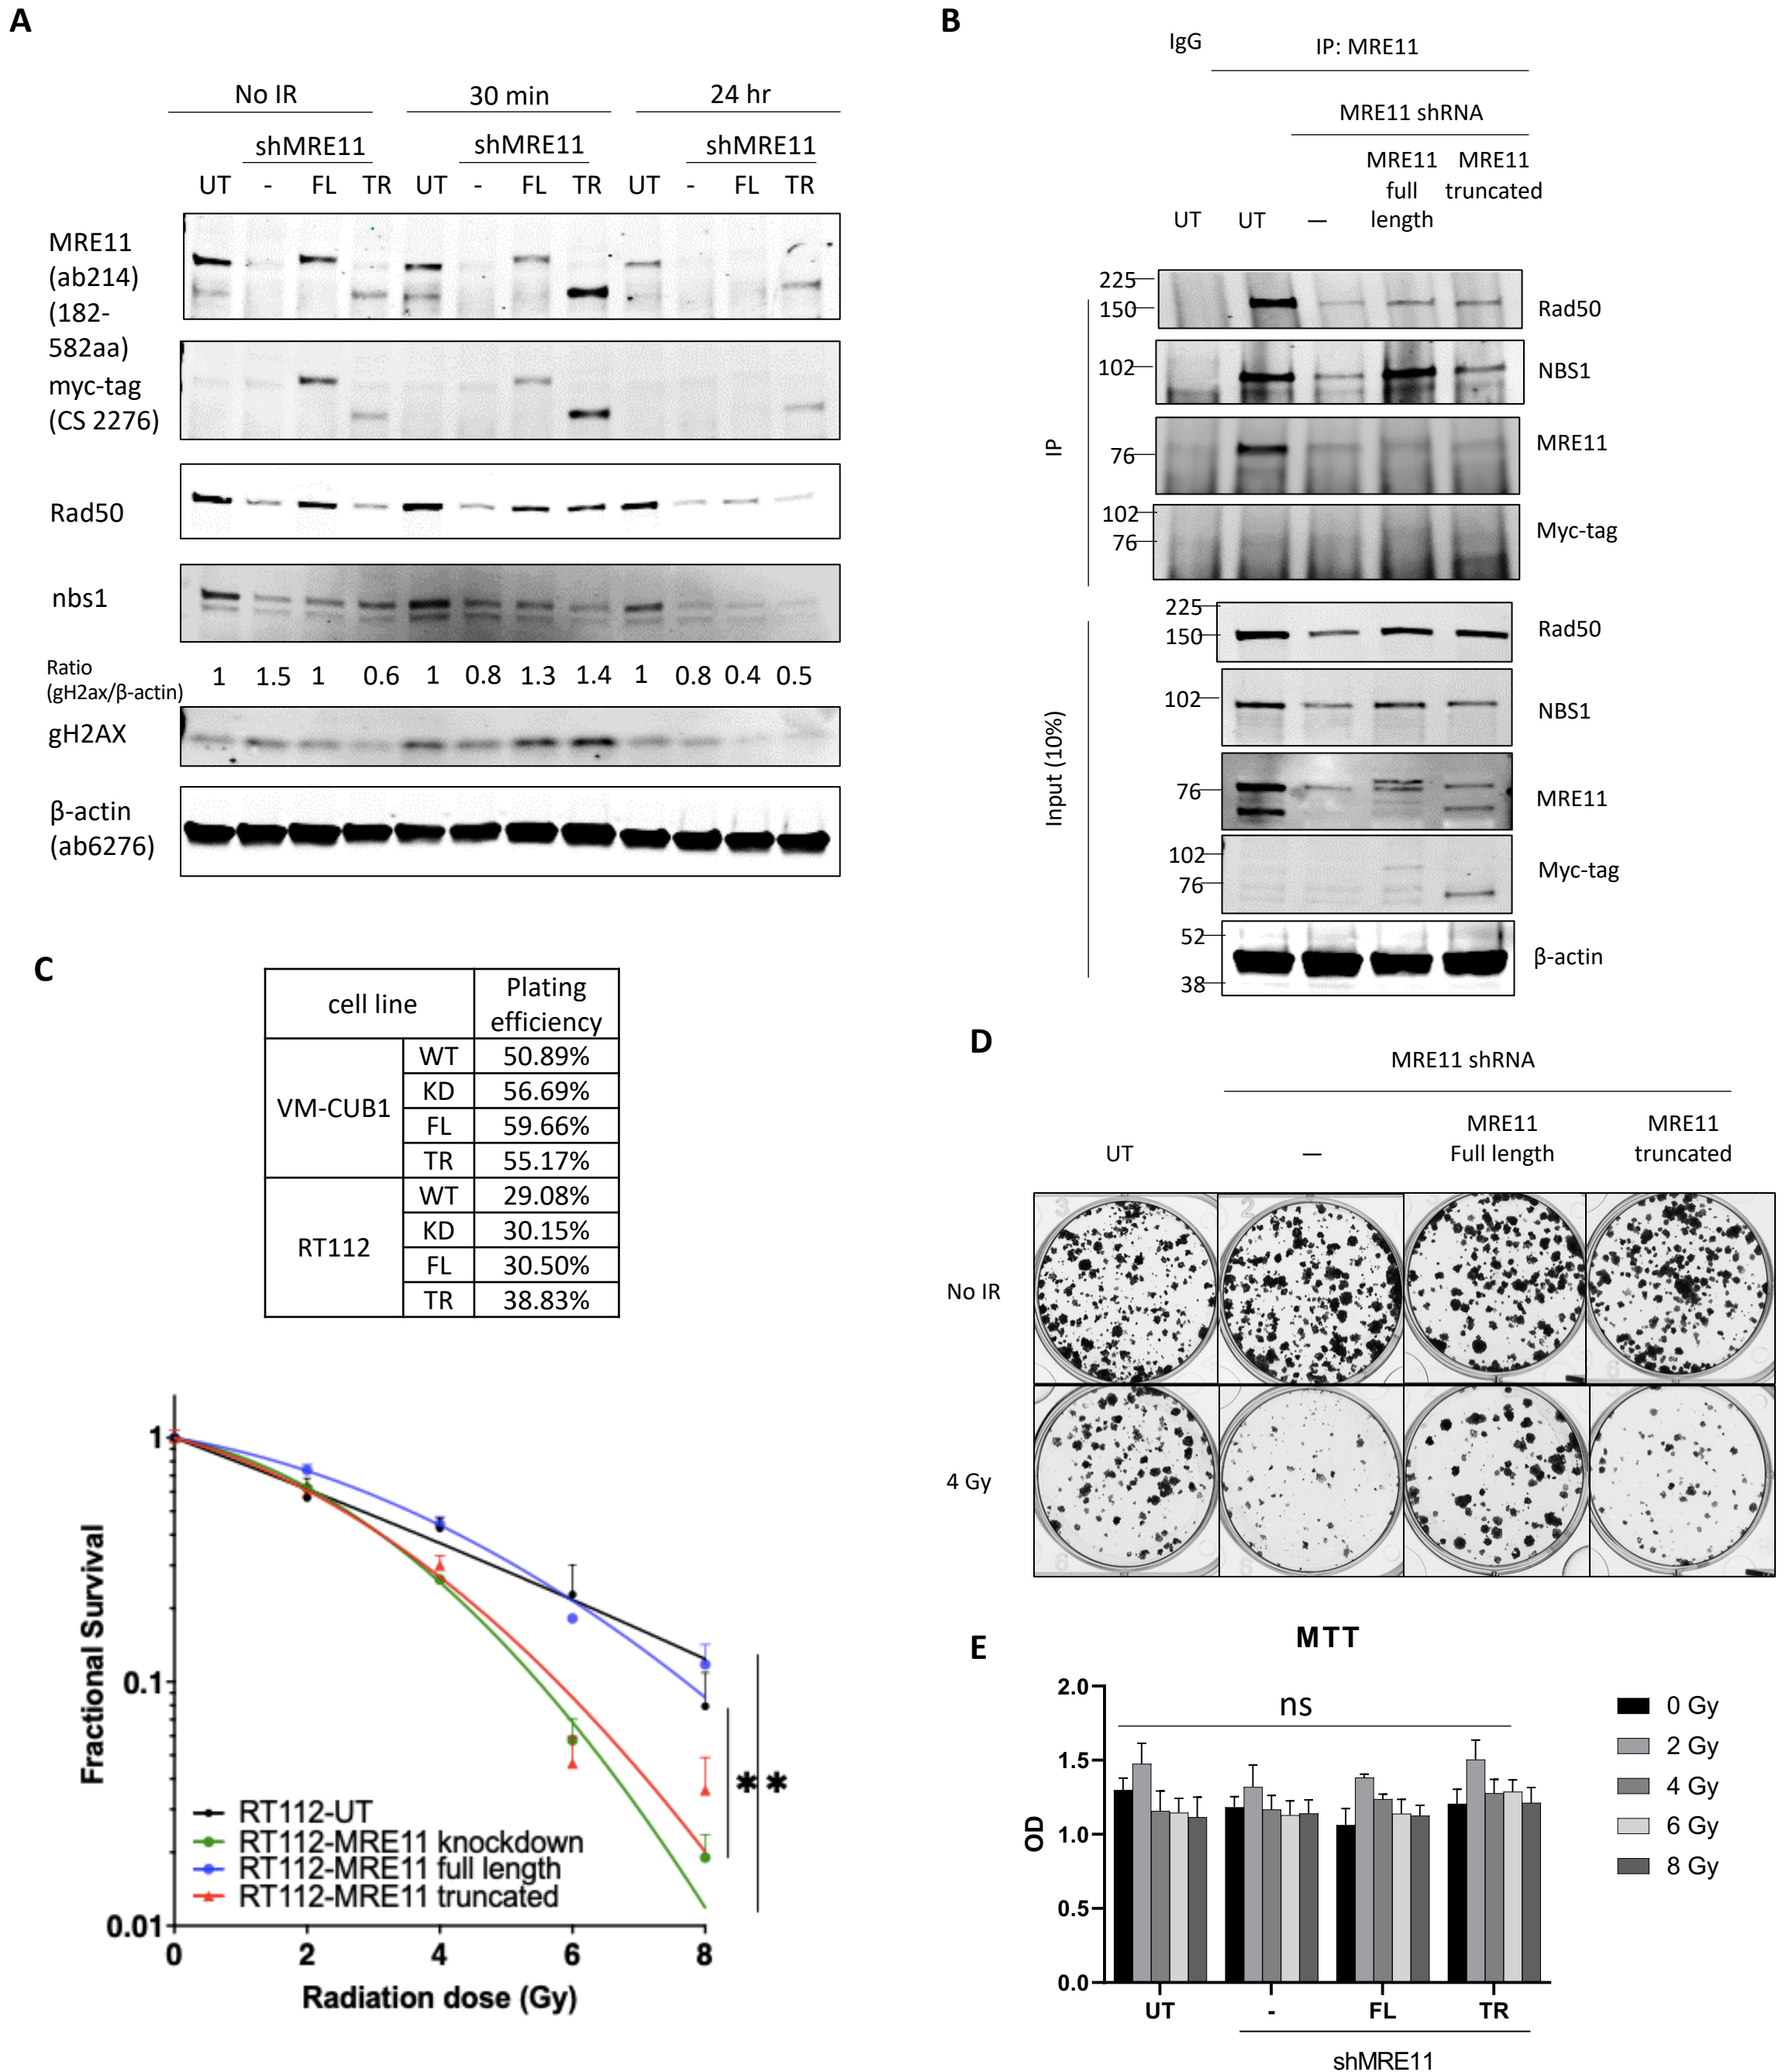 A
No IR 30 min 24 hr
shMRE11 shMRE11 shMRE11
UT - FL TR UT - FL TR UT - FL TR
MRE11
(ab214)
(182-
582aa)
myc-tag
(CS 2276)
Rad50
nbs1
Ratio
(gH2ax/β-actin)
1 1.5 1 0.6 1 0.8 1.3 1.4 1 0.8 0.4 0.5
gH2AX
β-actin
(ab6276)
B
IgG IP: MRE11
MRE11 shRNA
MRE11 MRE11
full truncated
UT UT — length
IP
225
150
Rad50
102
NBS1
76
MRE11
102
76
Myc-tag
Input (10%)
225
150
Rad50
102
NBS1
76
MRE11
102
76
Myc-tag
52
38
β-actin
C
cell line Plating
efficiency
VM-CUB1
WT 50.89%
KD 56.69%
FL 59.66%
TR 55.17%
RT112
WT 29.08%
KD 30.15%
FL 30.50%
TR 38.83%
Fractional Survival
1
0.1
0.01
0 2 4 6 8
Radiation dose (Gy)
RT112-UT
RT112-MRE11 knockdown
RT112-MRE11 full length
RT112-MRE11 truncated
✱ ✱
D
MRE11 shRNA
MRE11 MRE11
UT — Full length truncated
No IR
4 Gy
E
MTT
ns
OD
2.0
1.5
1.0
0.5
0.0
UT - FL TR
shMRE11
0 Gy
2 Gy
4 Gy
6 Gy
8 Gy